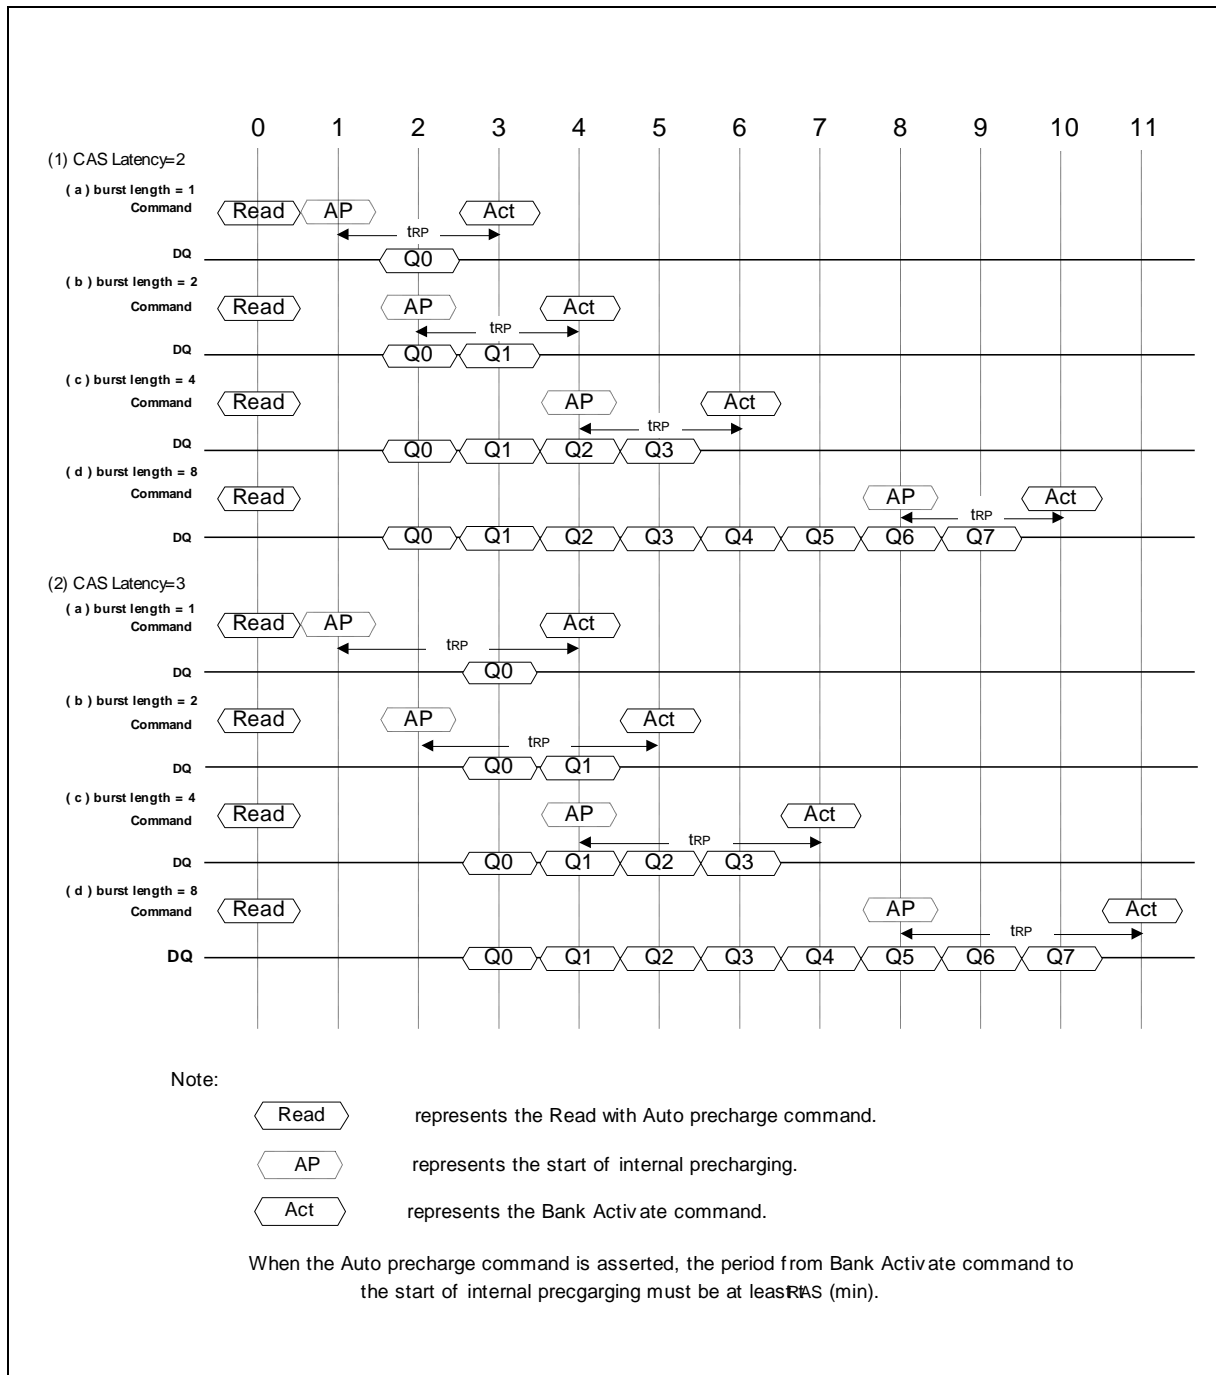 0 1 2 3 4 5 6 7 8 9 10 11
(1) CAS Latency=2
( a ) burst length = 1
Command Read AP Act
tRP
DQ Q0
( b ) burst length = 2
Command Read AP Act
tRP
DQ Q0 Q1
( c ) burst length = 4
Command Read AP Act
tRP
DQ Q0 Q1 Q2 Q3
( d ) burst length = 8
Command Read AP Act
tRP
DQ Q0 Q1 Q2 Q3 Q4 Q5 Q6 Q7
(2) CAS Latency=3
( a ) burst length = 1
Command Read AP Act
tRP
DQ Q0
( b ) burst length = 2
Command Read AP Act
tRP
DQ Q0 Q1
( c ) burst length = 4
Command Read AP Act
tRP
DQ Q0 Q1 Q2 Q3
( d ) burst length = 8
Command Read AP Act
tRP
DQ Q0 Q1 Q2 Q3 Q4 Q5 Q6 Q7
Note:
Read represents the Read with Auto precharge command.
AP represents the start of internal precharging.
Act represents the Bank Activate command.
When the Auto precharge command is asserted, the period from Bank Activate command to
the start of internal precgarging must be at least tRAS (min).